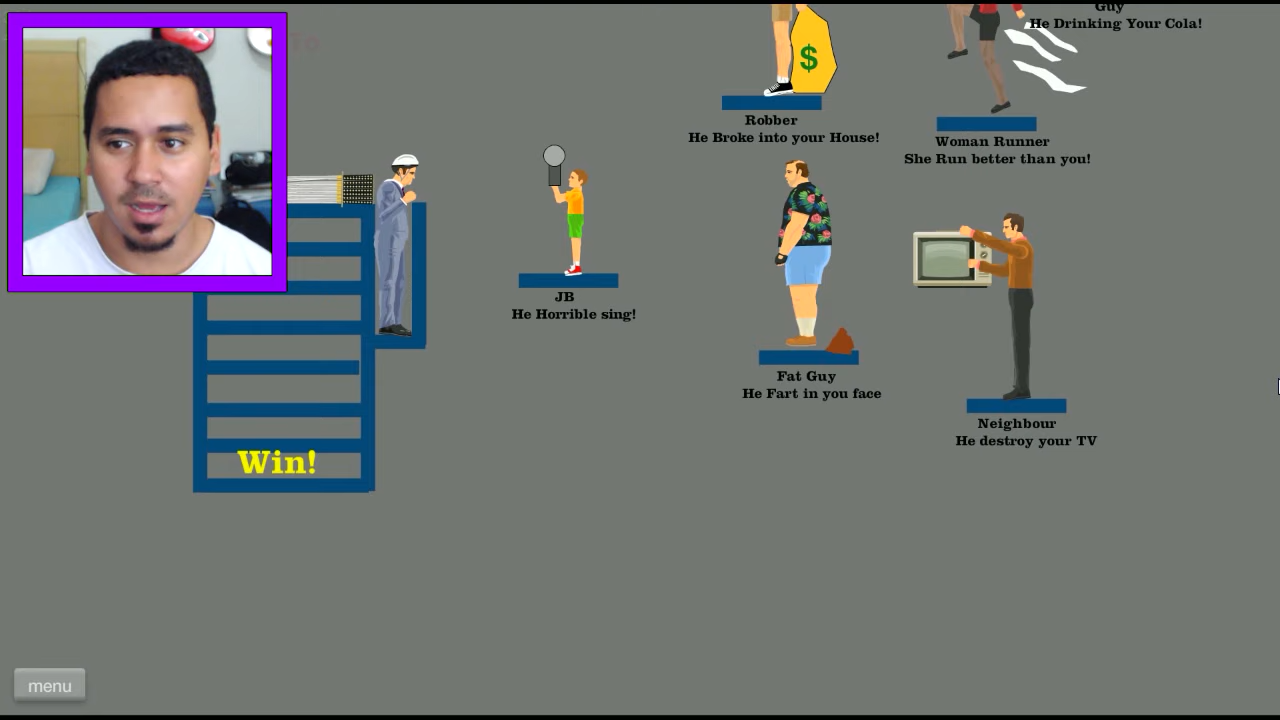 Guy
He Drinking Your Cola!
$
Robber
He Broke into your House!
Woman Runner
She Run better than you!
JB
He Horrible sing!
Fat Guy
He Fart in you face
Neighbour
He destroy your TV
Win!
menu